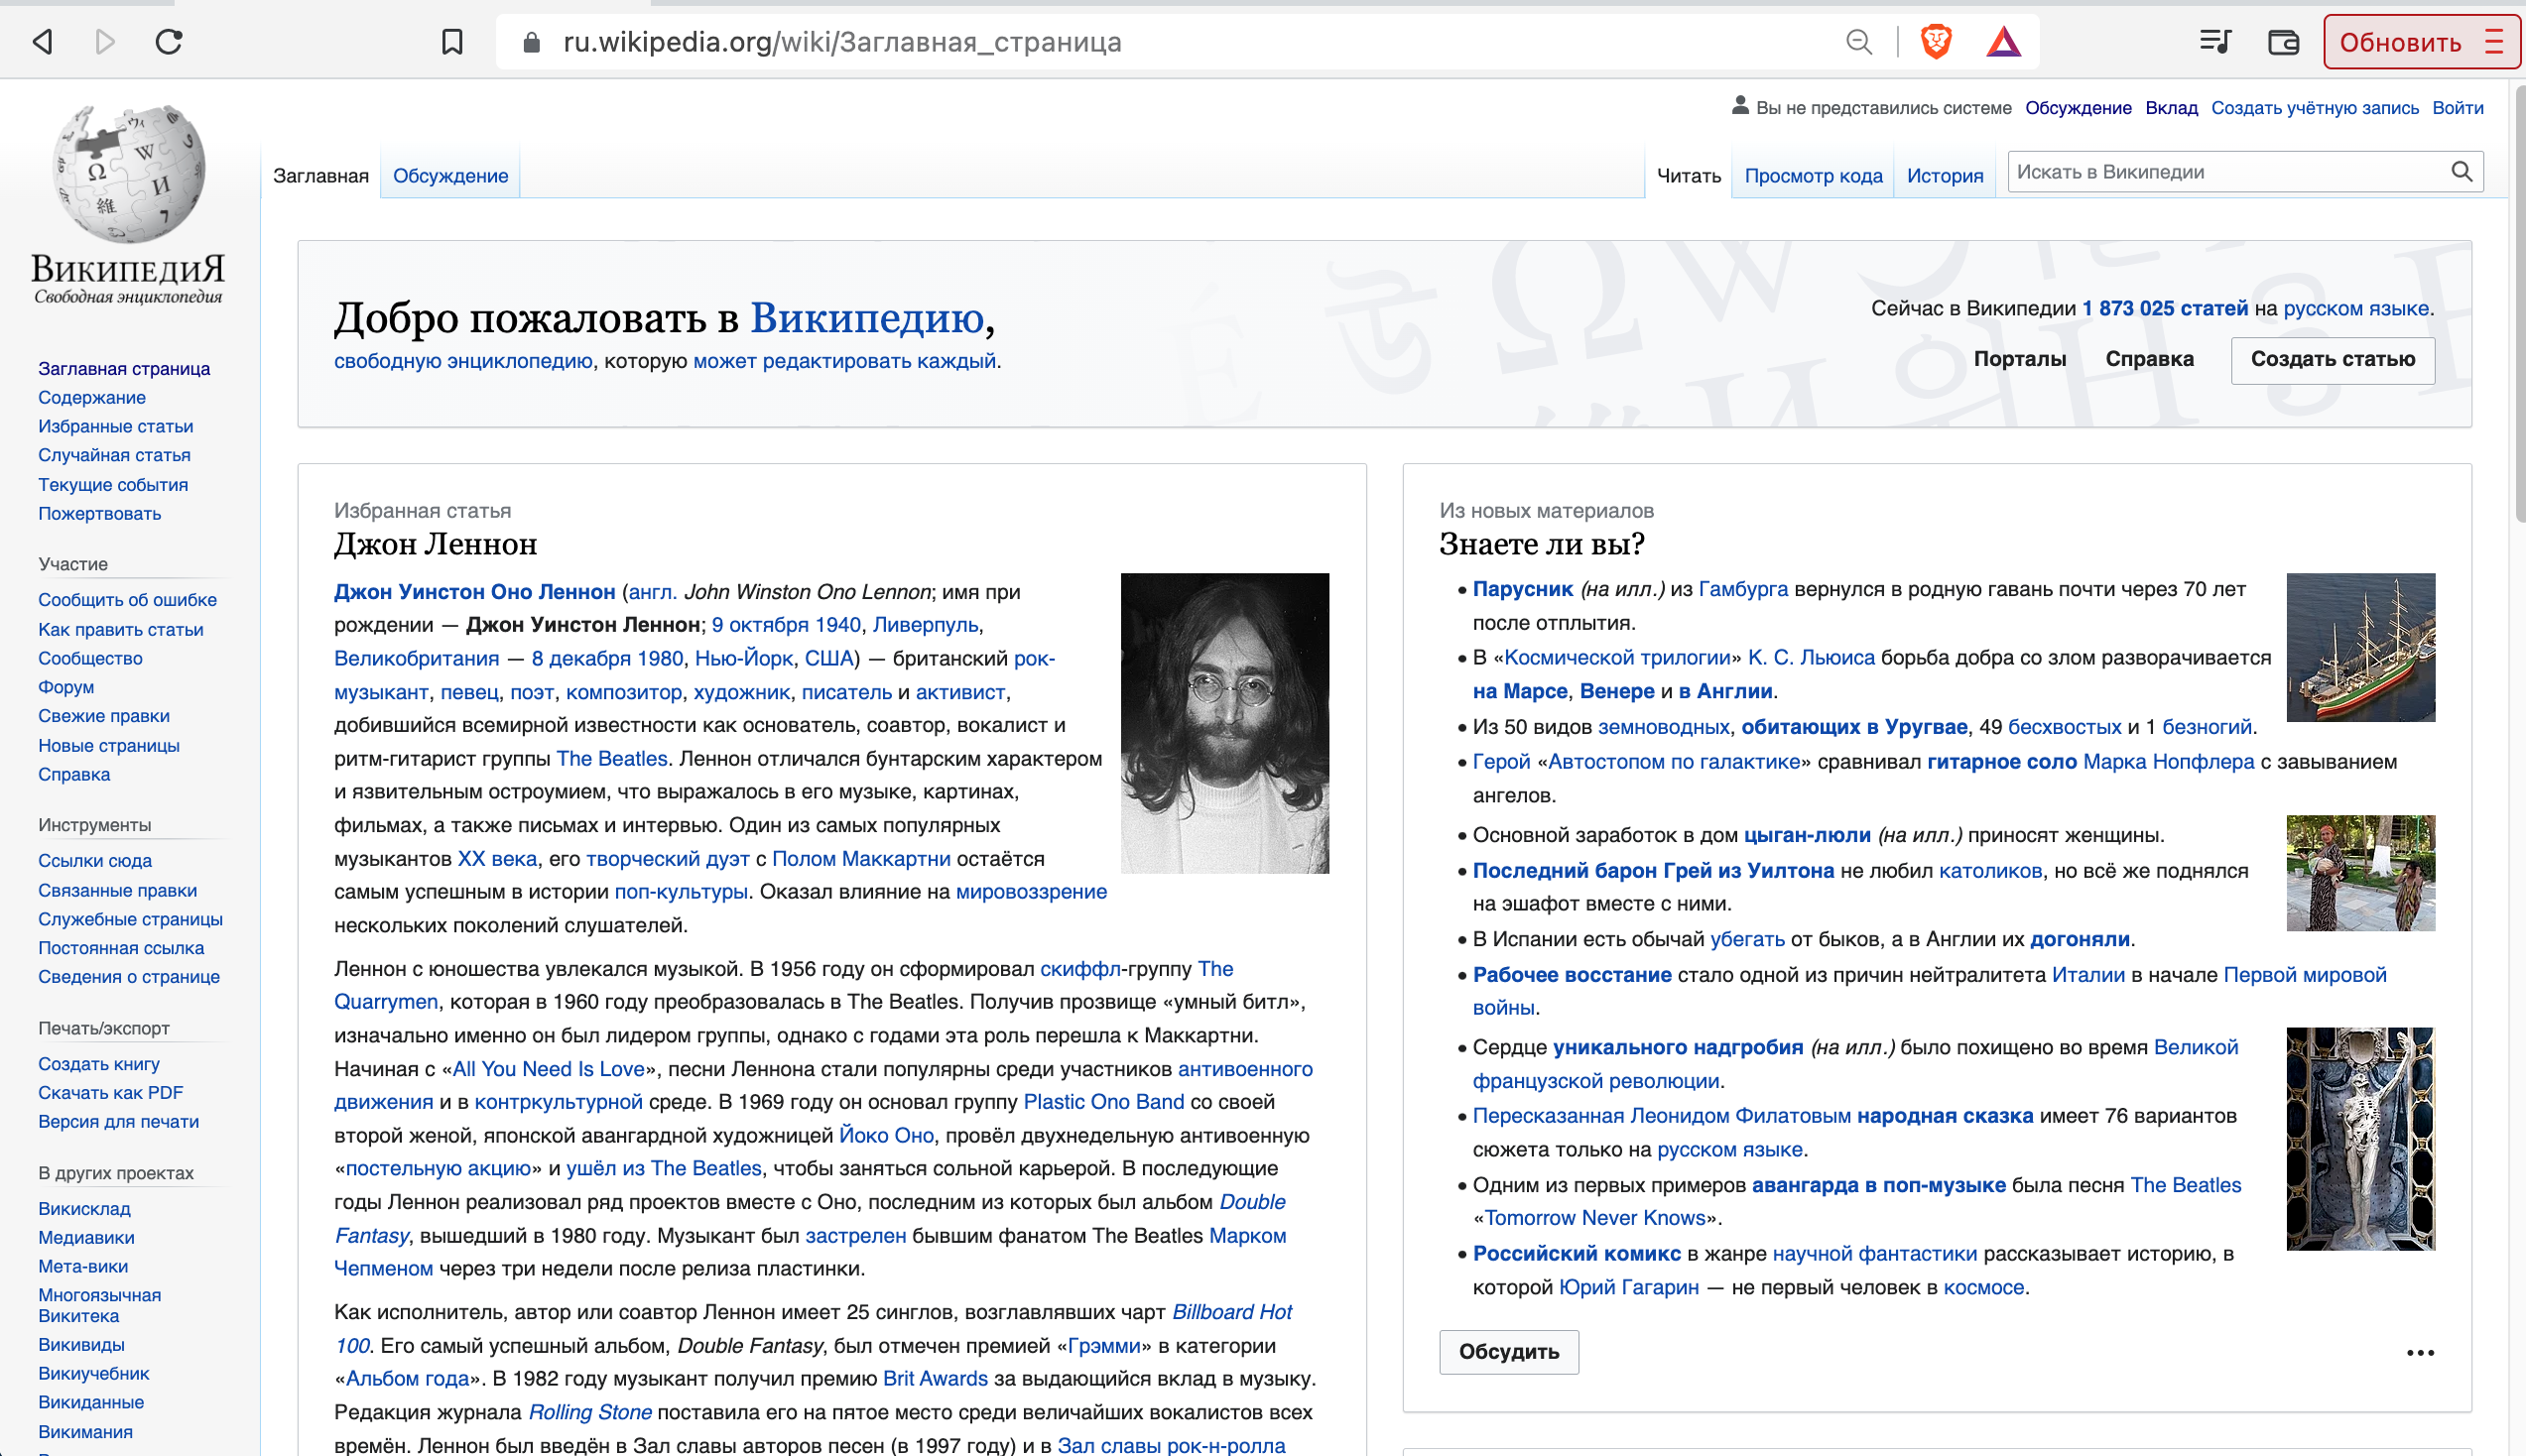 ru.wikipedia.org/wiki/Заглавная_страница
Обновить
Вы не представились системе Обсуждение Вклад Создать учётную запись Войти
Заглавная Обсуждение Читать Просмотр кода История Искать в Википедии
ВикипедиЯ
Свободная энциклопедия
Заглавная страница
Содержание
Избранные статьи
Случайная статья
Текущие события
Пожертвовать
Участие
Сообщить об ошибке
Как править статьи
Сообщество
Форум
Свежие правки
Новые страницы
Справка
Инструменты
Ссылки сюда
Связанные правки
Служебные страницы
Постоянная ссылка
Сведения о странице
Печать/экспорт
Создать книгу
Скачать как PDF
Версия для печати
В других проектах
Викисклад
Медиавики
Мета-вики
Многоязычная
Викитека
Викивиды
Викиучебник
Викиданные
Викимания
Добро пожаловать в Википедию,
свободную энциклопедию, которую может редактировать каждый.
Сейчас в Википедии 1 873 025 статей на русском языке.
Порталы Справка Создать статью
Избранная статья
Джон Леннон
Джон Уинстон Оно Леннон (англ. John Winston Ono Lennon; имя при
рождении — Джон Уинстон Леннон; 9 октября 1940, Ливерпуль,
Великобритания — 8 декабря 1980, Нью-Йорк, США) — британский рок-
музыкант, певец, поэт, композитор, художник, писатель и активист,
добившийся всемирной известности как основатель, соавтор, вокалист и
ритм-гитарист группы The Beatles. Леннон отличался бунтарским характером
и язвительным остроумием, что выражалось в его музыке, картинах,
фильмах, а также письмах и интервью. Один из самых популярных
музыкантов XX века, его творческий дуэт с Полом Маккартни остаётся
самым успешным в истории поп-культуры. Оказал влияние на мировоззрение
нескольких поколений слушателей.
Леннон с юношества увлекался музыкой. В 1956 году он сформировал скиффл-группу The
Quarrymen, которая в 1960 году преобразовалась в The Beatles. Получив прозвище «умный битл»,
изначально именно он был лидером группы, однако с годами эта роль перешла к Маккартни.
Начиная с «All You Need Is Love», песни Леннона стали популярны среди участников антивоенного
движения и в контркультурной среде. В 1969 году он основал группу Plastic Ono Band со своей
второй женой, японской авангардной художницей Йоко Оно, провёл двухнедельную антивоенную
«постельную акцию» и ушёл из The Beatles, чтобы заняться сольной карьерой. В последующие
годы Леннон реализовал ряд проектов вместе с Оно, последним из которых был альбом Double
Fantasy, вышедший в 1980 году. Музыкант был застрелен бывшим фанатом The Beatles Марком
Чепменом через три недели после релиза пластинки.
Как исполнитель, автор или соавтор Леннон имеет 25 синглов, возглавлявших чарт Billboard Hot
100. Его самый успешный альбом, Double Fantasy, был отмечен премией «Грэмми» в категории
«Альбом года». В 1982 году музыкант получил премию Brit Awards за выдающийся вклад в музыку.
Редакция журнала Rolling Stone поставила его на пятое место среди величайших вокалистов всех
времён. Леннон был введён в Зал славы авторов песен (в 1997 году) и в Зал славы рок-н-ролла
Из новых материалов
Знаете ли вы?
• Парусник (на илл.) из Гамбурга вернулся в родную гавань почти через 70 лет
после отплытия.
• В «Космической трилогии» К. С. Льюиса борьба добра со злом разворачивается
на Марсе, Венере и в Англии.
• Из 50 видов земноводных, обитающих в Уругвае, 49 бесхвостых и 1 безногий.
• Герой «Автостопом по галактике» сравнивал гитарное соло Марка Нопфлера с завыванием
ангелов.
• Основной заработок в дом цыган-люли (на илл.) приносят женщины.
• Последний барон Грей из Уилтона не любил католиков, но всё же поднялся
на эшафот вместе с ними.
• В Испании есть обычай убегать от быков, а в Англии их догоняли.
• Рабочее восстание стало одной из причин нейтралитета Италии в начале Первой мировой
войны.
• Сердце уникального надгробия (на илл.) было похищено во время Великой
французской революции.
• Пересказанная Леонидом Филатовым народная сказка имеет 76 вариантов
сюжета только на русском языке.
• Одним из первых примеров авангарда в поп-музыке была песня The Beatles
«Tomorrow Never Knows».
• Российский комикс в жанре научной фантастики рассказывает историю, в
которой Юрий Гагарин — не первый человек в космосе.
Обсудить